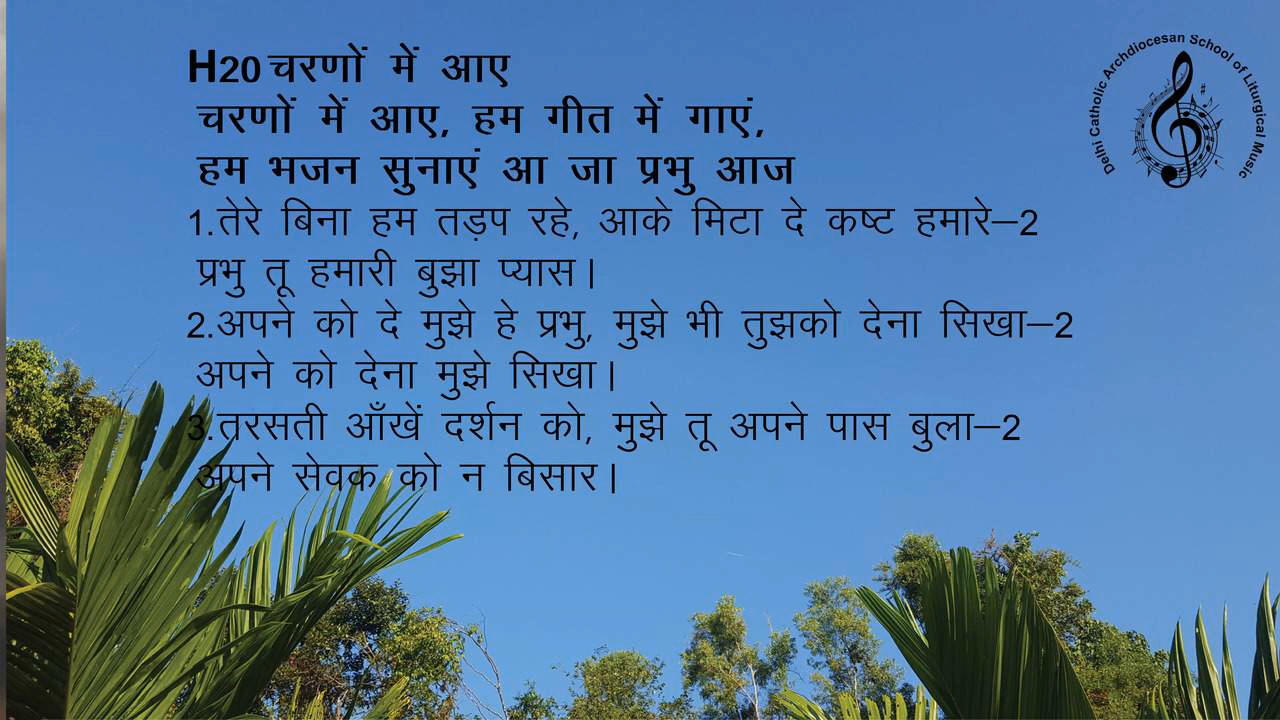 H20 चरणों में आए
चरणों में आए, हम गीत में गाएं,
हम भजन सुनाएं आ जा प्रभु आज
1.तेरे बिना हम तड़प रहे, आके मिटा दे कष्ट हमारे–2
प्रभु तू हमारी बुझा प्यास।
2.अपने को दे मुझे हे प्रभु, मुझे भी तुझको देना सिखा–2
अपने को देना मुझे सिखा।
3.तरसती आँखें दर्शन को, मुझे तू अपने पास बुला–2
अपने सेवक को न बिसार।
Delhi Catholic Archdiocesan School of Liturgical Music